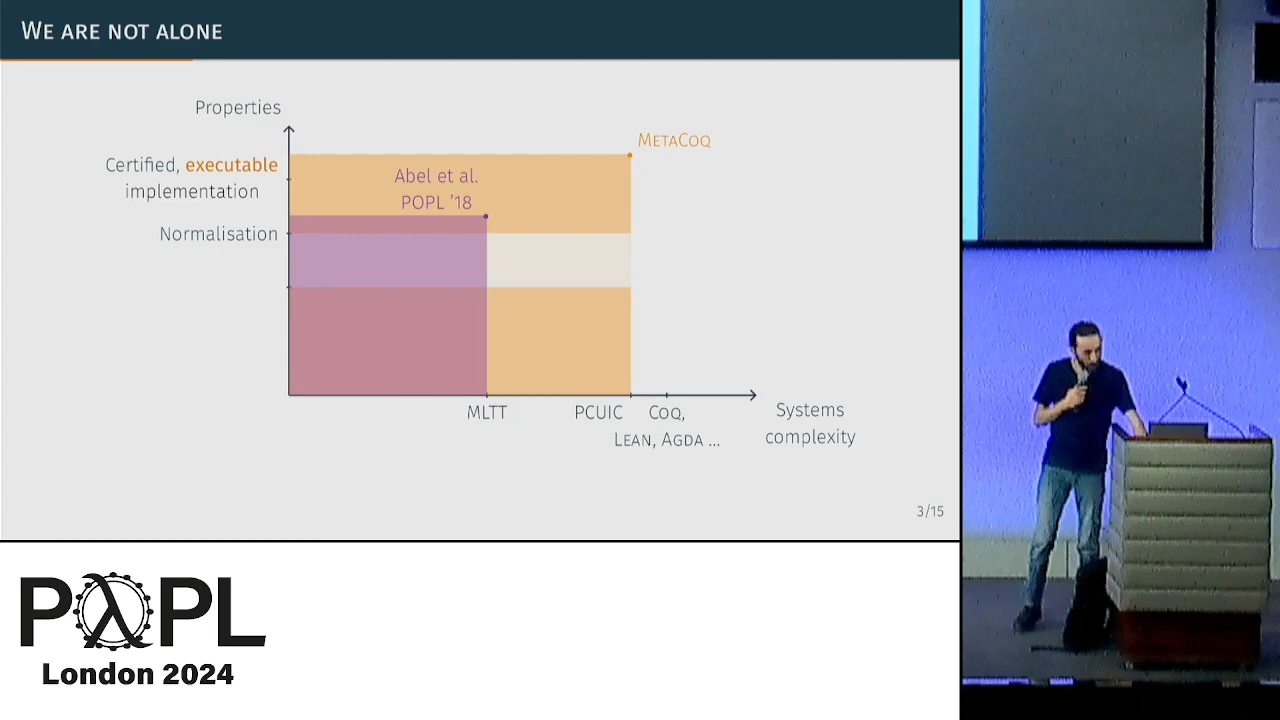 WE ARE NOT ALONE
Properties
METACOQ
Certified, executable
implementation
Abel et al.
POPL '18
Normalisation
MLTT
PCUIC
COQ,
LEAN, AGDA ...
Systems
complexity
3/15
PλPL
London 2024